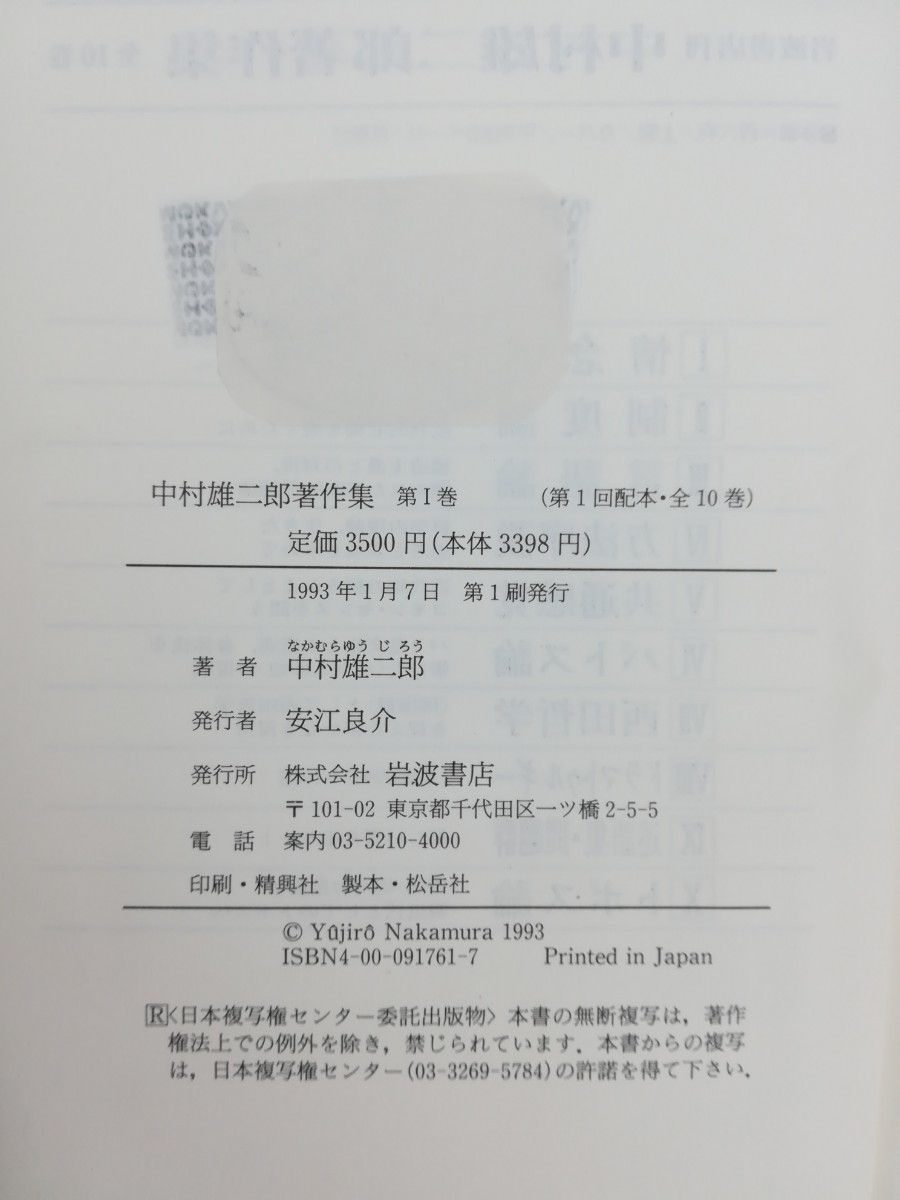 中村雄二郎著作集 第Ⅰ巻 (第1回配本・全10巻)
定価3500円(本体3398円)
1993年1月7日 第1刷発行
なかむらゆうじろう
著者 中村雄二郎
発行者 安江良介
発行所 株式会社 岩波書店
〒101-02 東京都千代田区一ツ橋2-5-5
電話 案内03-5210-4000
印刷・精興社 製本・松岳社
© Yûjirô Nakamura 1993
ISBN4-00-091761-7 Printed in Japan
R〈日本複写権センター委託出版物〉本書の無断複写は，著作
権法上での例外を除き，禁じられています．本書からの複写
は，日本複写権センター(03-3269-5784)の許諾を得て下さい．